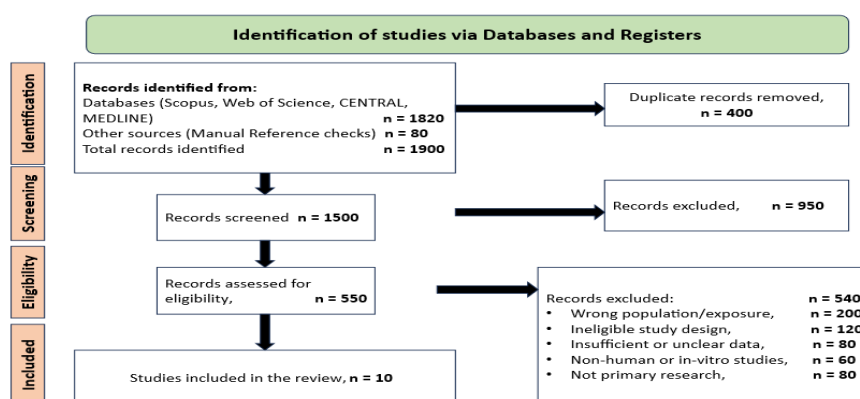 Identification of studies via Databases and Registers
Identification
Records identified from:
Databases (Scopus, Web of Science, CENTRAL,
MEDLINE) n = 1820
Other sources (Manual Reference checks) n = 80
Total records identified n = 1900
Duplicate records removed,
n = 400
Screening
Records screened n = 1500
Records excluded, n = 950
Eligibility
Records assessed for
eligibility, n = 550
Records excluded: n = 540
• Wrong population/exposure, n = 200
• Ineligible study design, n = 120
• Insufficient or unclear data, n = 80
• Non-human or in-vitro studies, n = 60
• Not primary research, n = 80
Included
Studies included in the review, n = 10